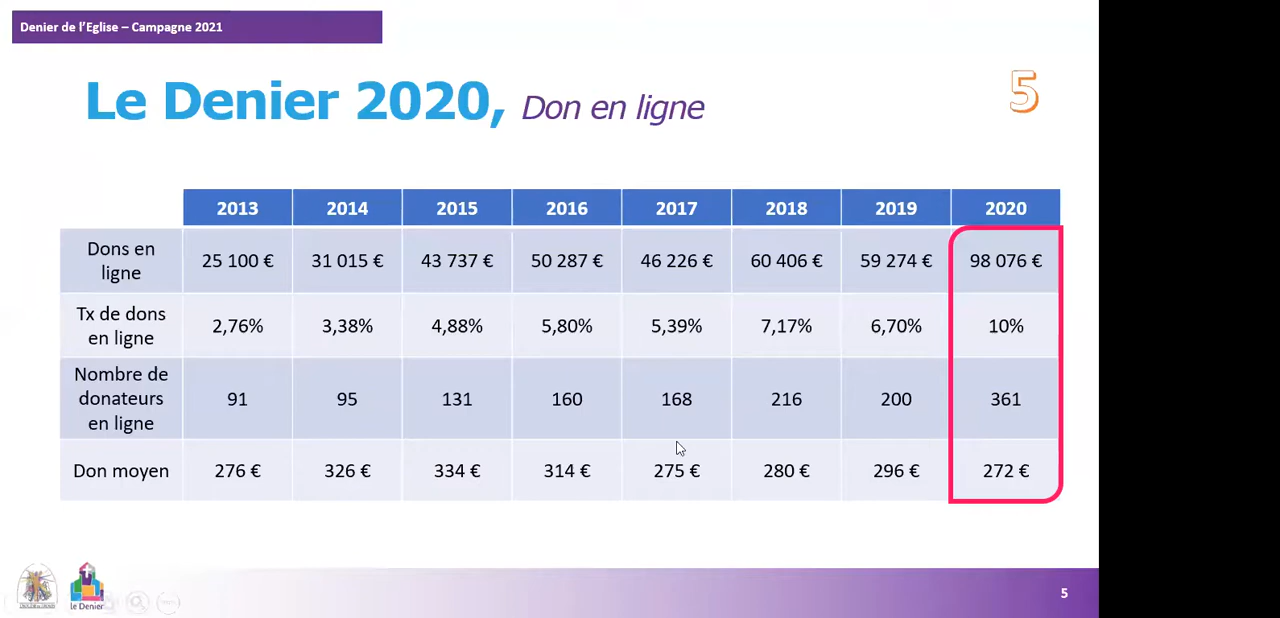 Denier de l'Eglise – Campagne 2021
Le Denier 2020, Don en ligne
5
2013 2014 2015 2016 2017 2018 2019 2020
Dons en
ligne
25 100 € 31 015 € 43 737 € 50 287 € 46 226 € 60 406 € 59 274 € 98 076 €
Tx de dons
en ligne
2,76% 3,38% 4,88% 5,80% 5,39% 7,17% 6,70% 10%
Nombre de
donateurs
en ligne
91 95 131 160 168 216 200 361
Don moyen 276 € 326 € 334 € 314 € 275 € 280 € 296 € 272 €
Le Denier
5